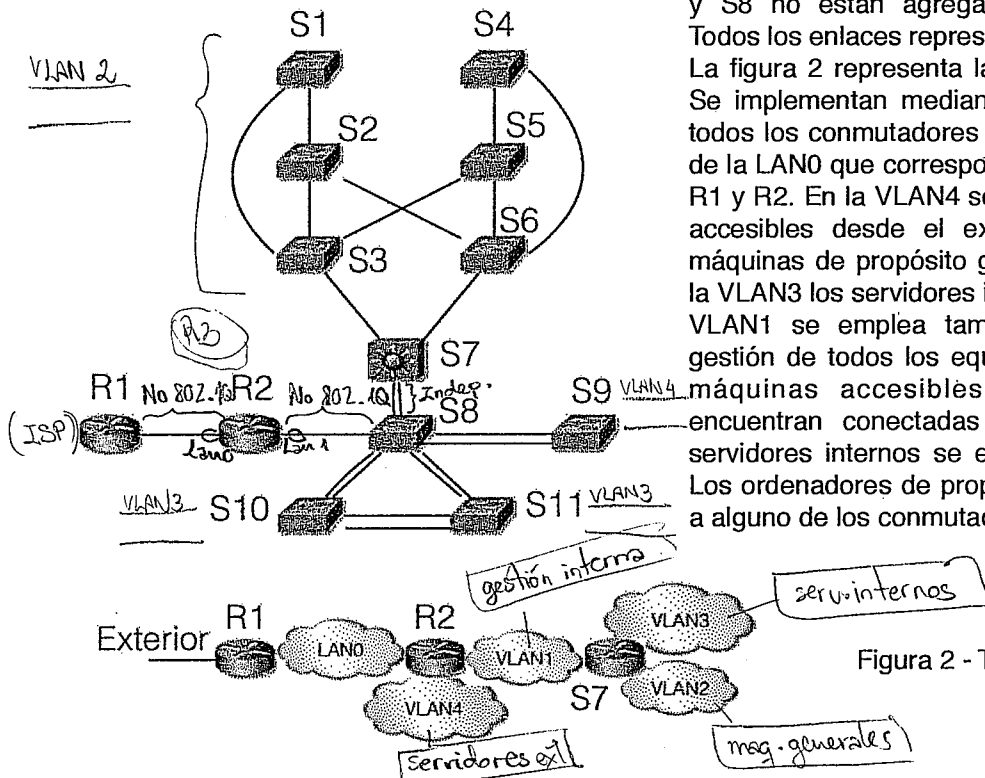 y S8 no están agrega
Todos los enlaces repres
La figura 2 representa la
Se implementan median
todos los conmutadores
de la LAN0 que correspo
R1 y R2. En la VLAN4 se
accesibles desde el ex
máquinas de propósito g
la VLAN3 los servidores i
VLAN1 se emplea tam
gestión de todos los equ
máquinas accesibles
encuentran conectadas
servidores internos se e
Los ordenadores de prop
a alguno de los conmutad
VLAN 2
S1
S4
S2
S5
S3
S6
R3
S7
Indep.
R1
No 802.1Q
R2
No 802.1Q
S8
S9
VLAN4
(ISP)
Lan0
Lan1
VLAN3
S10
S11
VLAN3
gestión interna
serv.internos
Exterior
R1
LAN0
R2
VLAN1
VLAN3
S7
VLAN2
VLAN4
Figura 2 - T
servidores ext
maq. generales